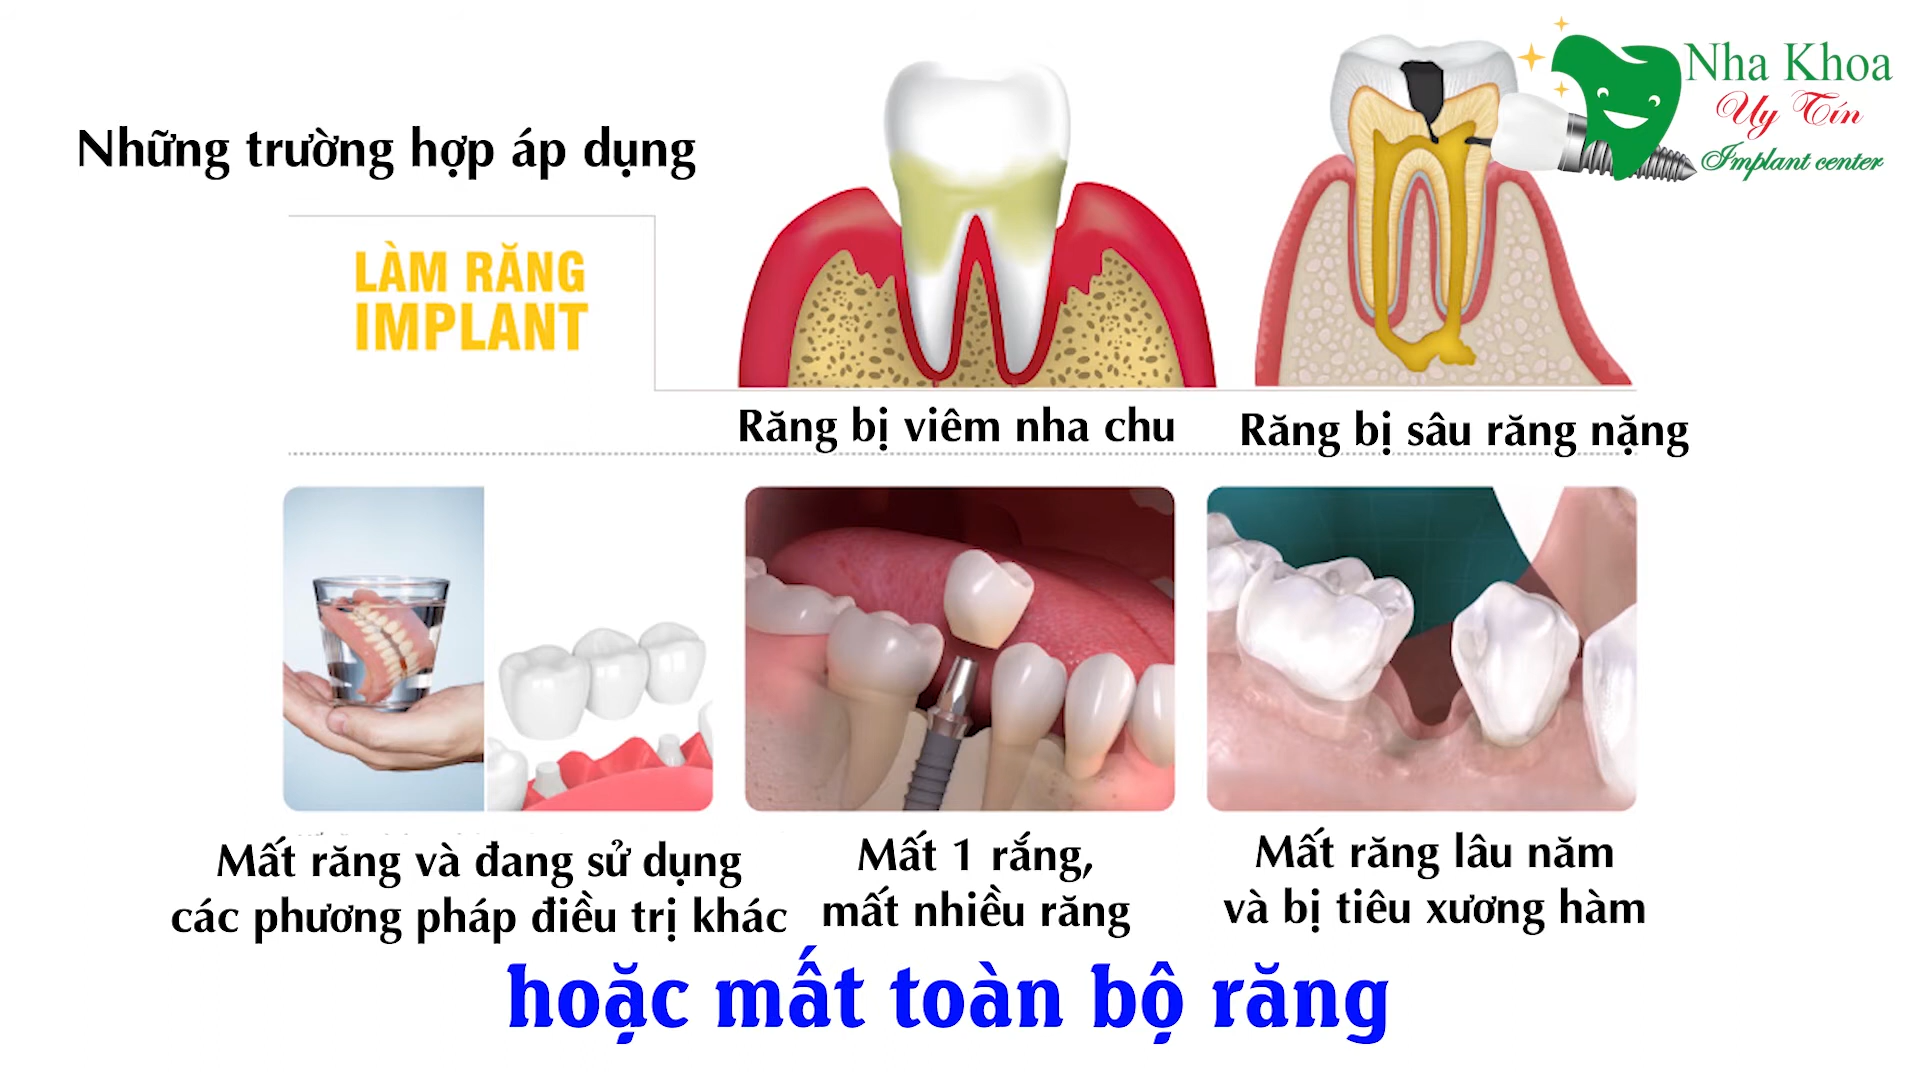 Những trường hợp áp dụng
LÀM RĂNG
IMPLANT
Nha Khoa
Uy Tín
Implant center
Răng bị viêm nha chu
Răng bị sâu răng nặng
Mất răng và đang sử dụng
các phương pháp điều trị khác
Mất 1 rắng,
mất nhiều răng
Mất răng lâu năm
và bị tiêu xương hàm
hoặc mất toàn bộ răng